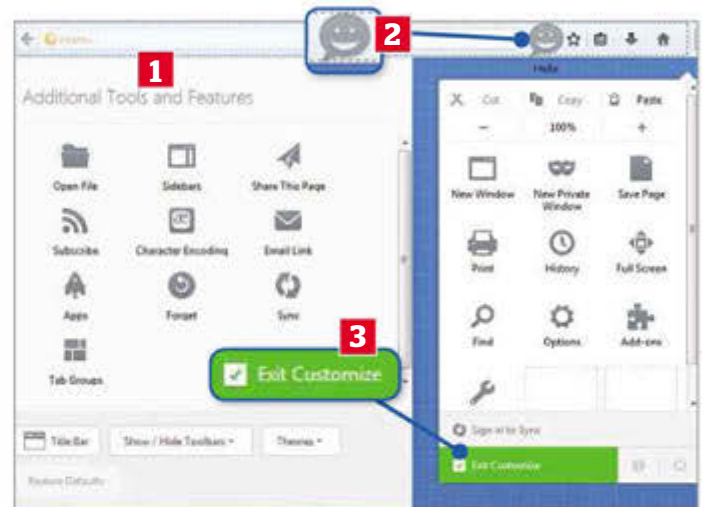 2
1
Hello
Additional Tools and Features
Cut Copy Paste
− 100% +
Open File Sidebars Share This Page
New Window New Private Window Save Page
Subscribe Character Encoding Email Link
Print History Full Screen
Apps Forget Sync
Find Options Add-ons
3
Tab Groups
Exit Customize
Title Bar Show / Hide Toolbars Themes
Sign in to Sync
Exit Customize
Restore Defaults